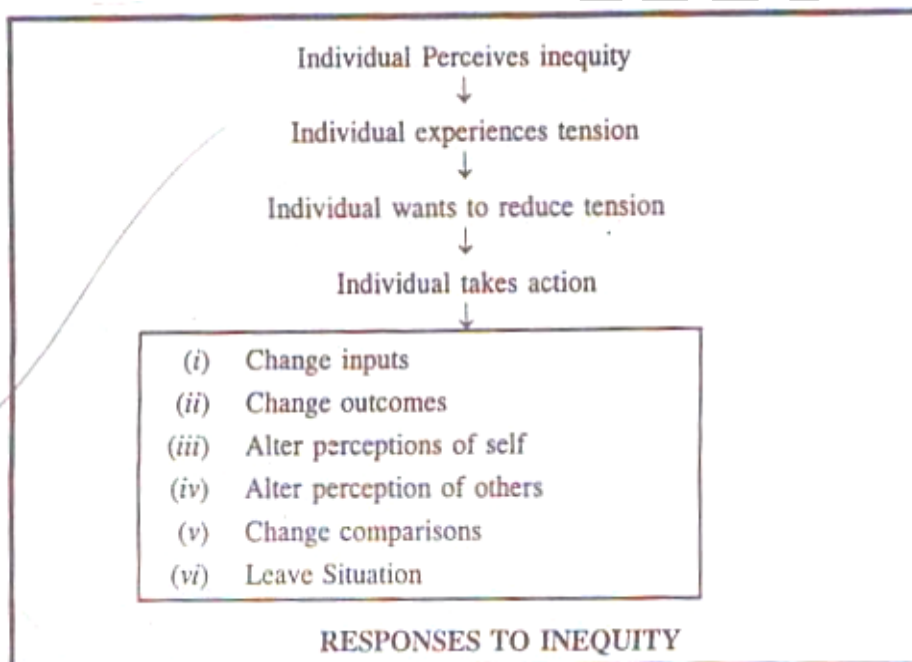 Individual Perceives inequity
↓
Individual experiences tension
↓
Individual wants to reduce tension
↓
Individual takes action
↓
(i) Change inputs
(ii) Change outcomes
(iii) Alter perceptions of self
(iv) Alter perception of others
(v) Change comparisons
(vi) Leave Situation
RESPONSES TO INEQUITY